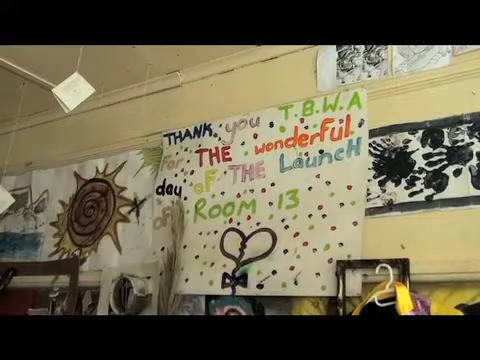 THANK you T.B.W.A
For THE wonderful
day OF THE LauncH
OF ROOM 13